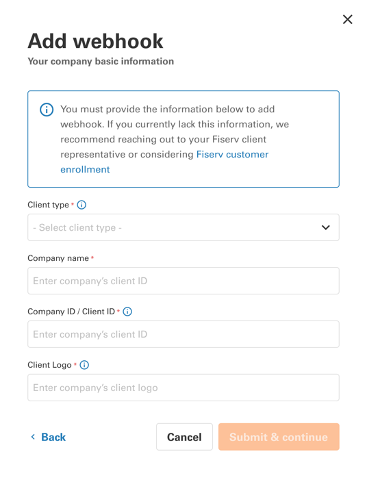 Add webhook
Your company basic information
You must provide the information below to add
webhook. If you currently lack this information, we
recommend reaching out to your Fiserv client
representative or considering Fiserv customer
enrollment
Client type *
- Select client type -
Company name *
Enter company's client ID
Company ID / Client ID *
Enter company's client ID
Client Logo *
Enter company's client logo
Back
Cancel
Submit & continue